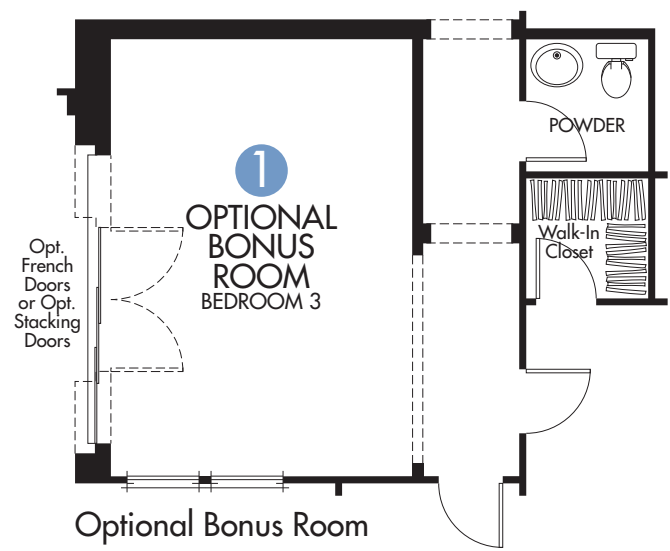 POWDER
1
OPTIONAL
BONUS
ROOM
BEDROOM 3
Walk-In
Closet
Opt.
French
Doors
or Opt.
Stacking
Doors
Optional Bonus Room